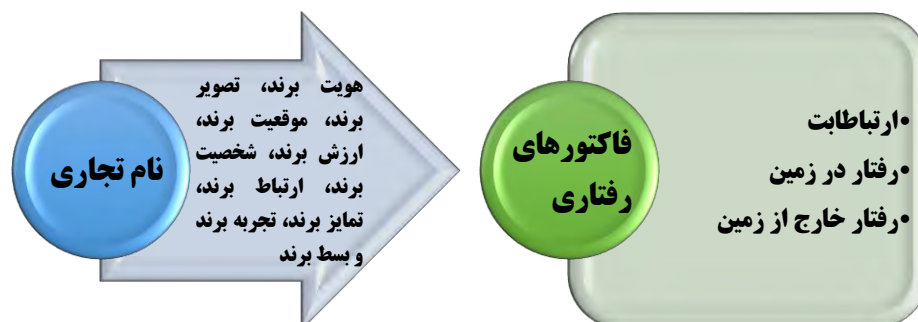 نام تجاری
هویت برند، تصویر
برند، موقعیت برند،
ارزش برند، شخصیت
برند، ارتباط برند،
تمایز برند، تجربه برند
و بسط برند
فاکتورهای
رفتاری
•ارتباطابت
•رفتار در زمین
•رفتار خارج از زمین